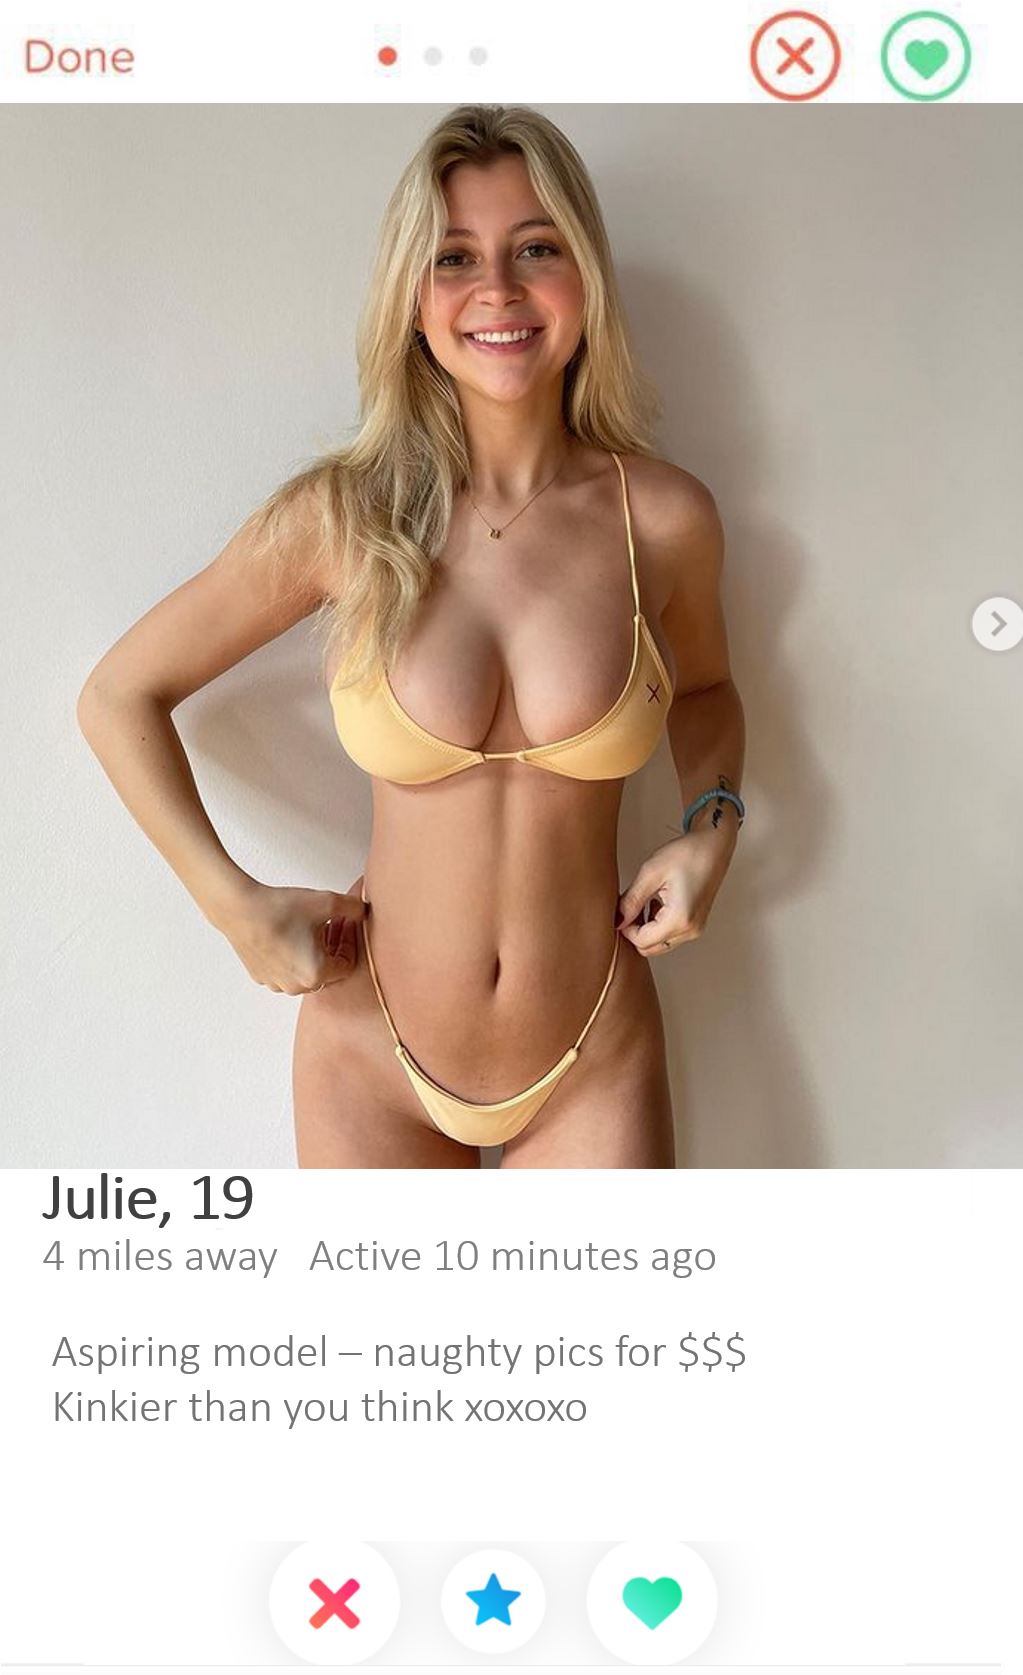 Done
Julie, 19
4 miles away Active 10 minutes ago
Aspiring model – naughty pics for $$$
Kinkier than you think xoxoxo